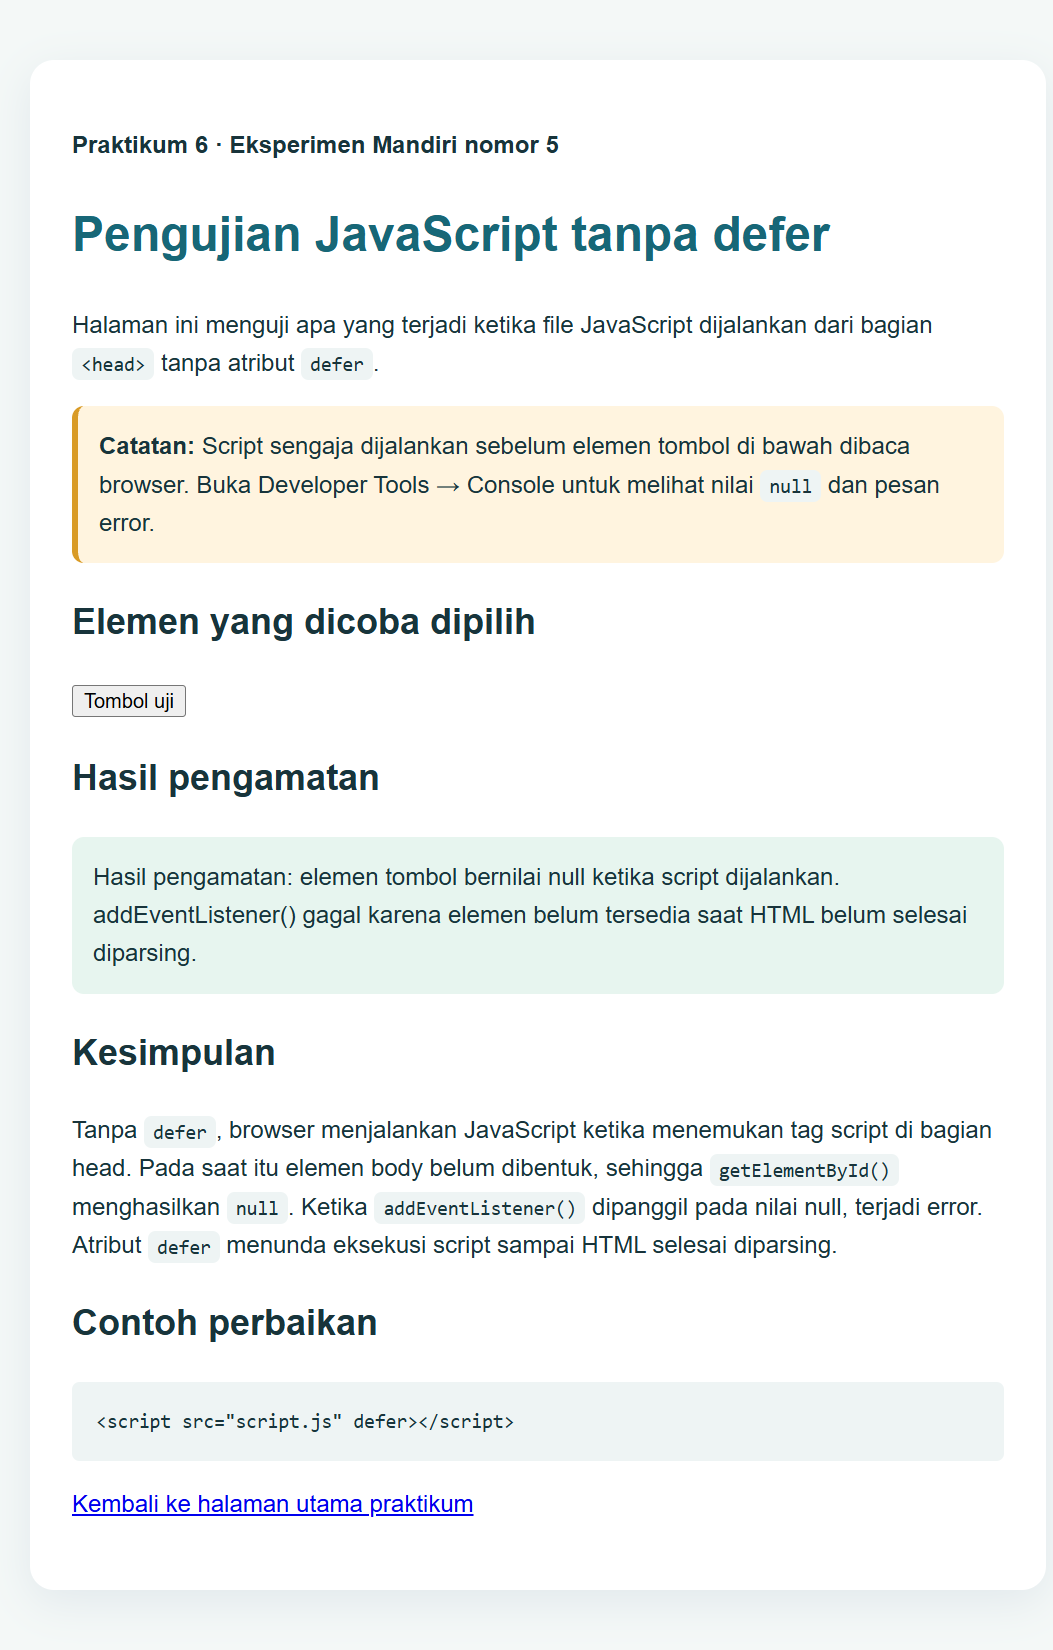 Praktikum 6 · Eksperimen Mandiri nomor 5
Pengujian JavaScript tanpa defer
Halaman ini menguji apa yang terjadi ketika file JavaScript dijalankan dari bagian
<head> tanpa atribut defer.
Catatan: Script sengaja dijalankan sebelum elemen tombol di bawah dibaca
browser. Buka Developer Tools → Console untuk melihat nilai null dan pesan
error.
Elemen yang dicoba dipilih
Tombol uji
Hasil pengamatan
Hasil pengamatan: elemen tombol bernilai null ketika script dijalankan.
addEventListener() gagal karena elemen belum tersedia saat HTML belum selesai
diparsing.
Kesimpulan
Tanpa defer, browser menjalankan JavaScript ketika menemukan tag script di bagian
head. Pada saat itu elemen body belum dibentuk, sehingga getElementById()
menghasilkan null. Ketika addEventListener() dipanggil pada nilai null, terjadi error.
Atribut defer menunda eksekusi script sampai HTML selesai diparsing.
Contoh perbaikan
<script src="script.js" defer></script>
Kembali ke halaman utama praktikum